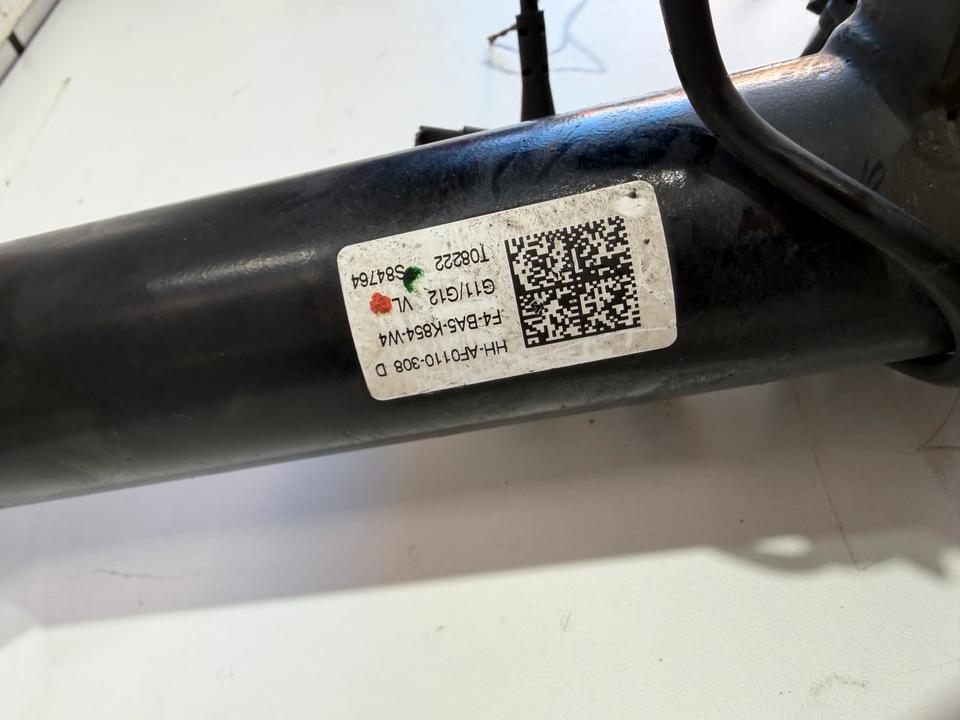 HH-AF0110-308 D
F4-BA5-K854-W4
G11/G12 VL
T08222 S84764